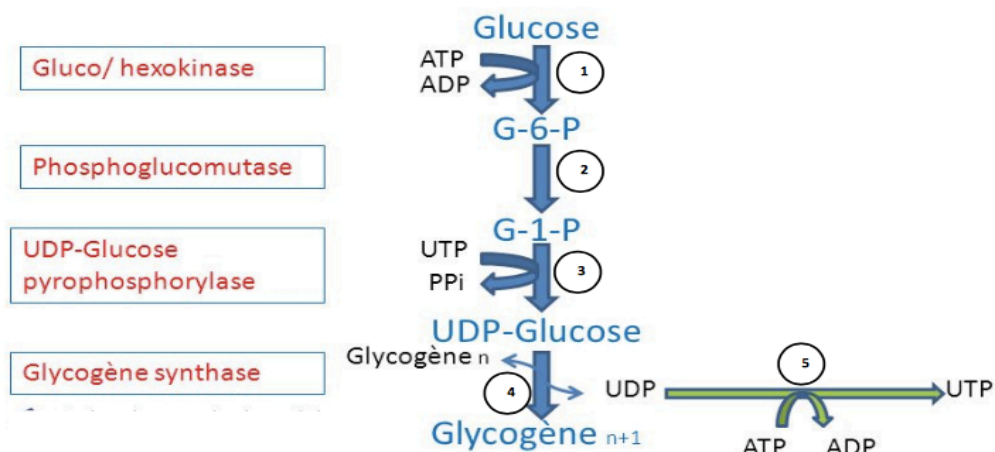 Glucose
Gluco/ hexokinase
ATP
ADP
1
G-6-P
Phosphoglucomutase
2
G-1-P
UDP-Glucose
pyrophosphorylase
UTP
PPi
3
UDP-Glucose
Glycogène n
Glycogène synthase
4
UDP
5
UTP
ATP
ADP
Glycogène n+1